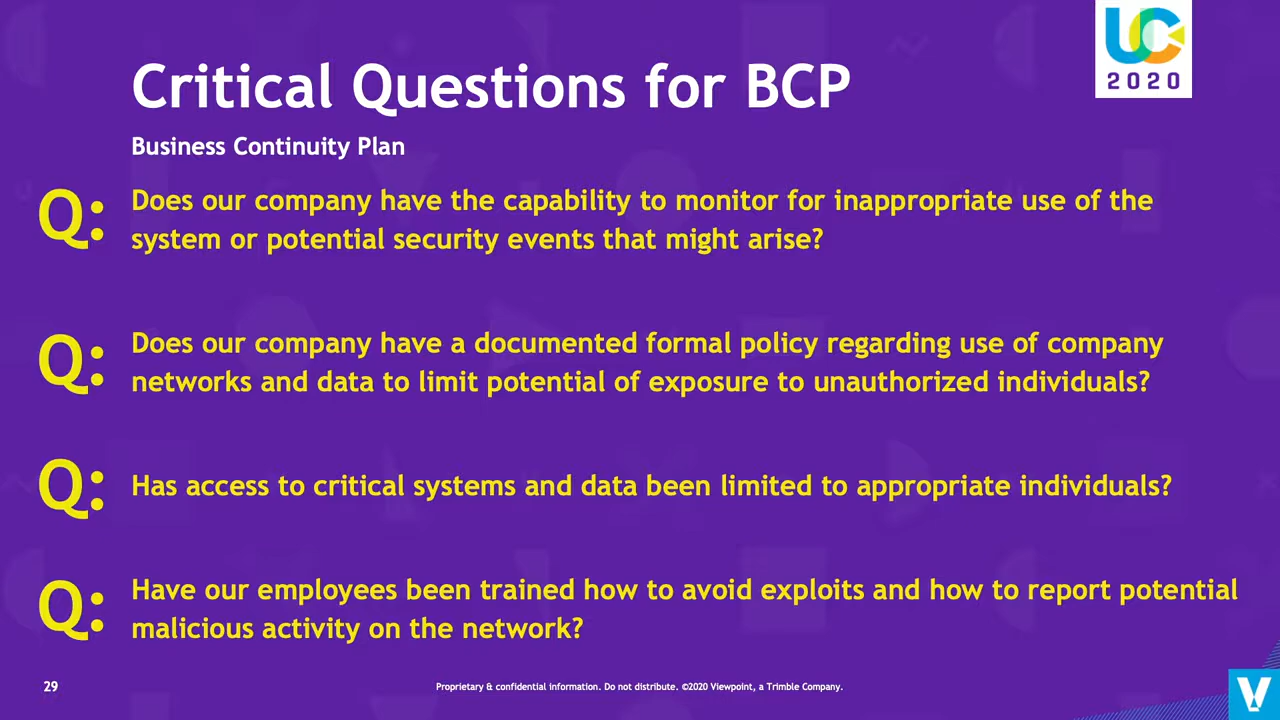 UC
2020
Critical Questions for BCP
Business Continuity Plan
Q: Does our company have the capability to monitor for inappropriate use of the
system or potential security events that might arise?
Q: Does our company have a documented formal policy regarding use of company
networks and data to limit potential of exposure to unauthorized individuals?
Q: Has access to critical systems and data been limited to appropriate individuals?
Q: Have our employees been trained how to avoid exploits and how to report potential
malicious activity on the network?
29
Proprietary & confidential information. Do not distribute. ©2020 Viewpoint, a Trimble Company.
V